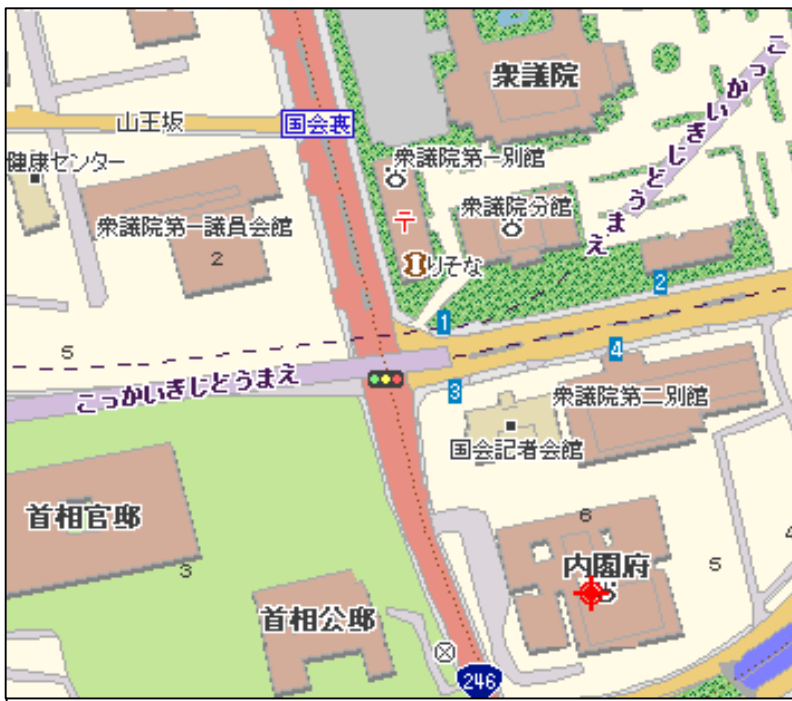 衆議院
こっかいぎじどうまえ
山王坂
国会裏
衆議院第一別館
健康センター
衆議院分館
衆議院第一議員会館
〒
2
りそな
2
1
4
5
3
こっかいぎじどうまえ
衆議院第二別館
国会記者会館
首相官邸
6
内閣府
5
4
3
首相公邸
246